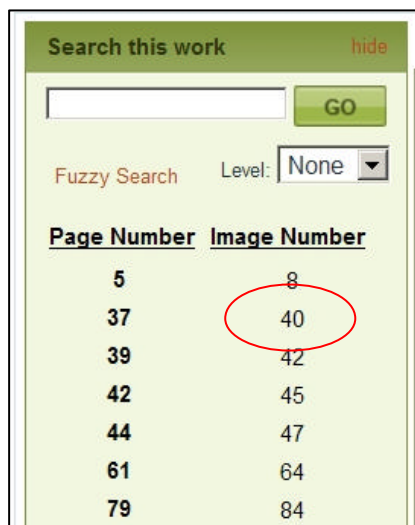 Search this work hide
GO
Fuzzy Search Level: None
Page Number Image Number
5 8
37 40
39 42
42 45
44 47
61 64
79 84